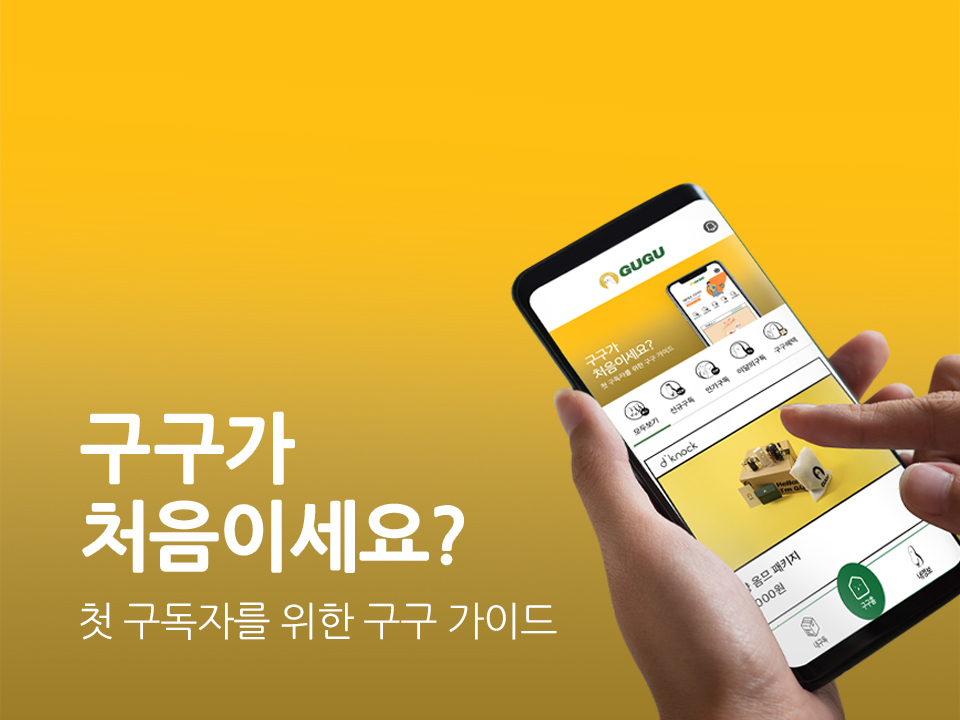 구구가
처음이세요?
첫 구독자를 위한 구구 가이드
GUGU
구구가
처음이세요?
첫 구독자를 위한 구구 가이드
모두보기
신규구독
인기구독
이달의구독
구구혜택
d'knock
Hello!
I'm GU
옴므 패키지
000원
내구독
구구홈
내정보